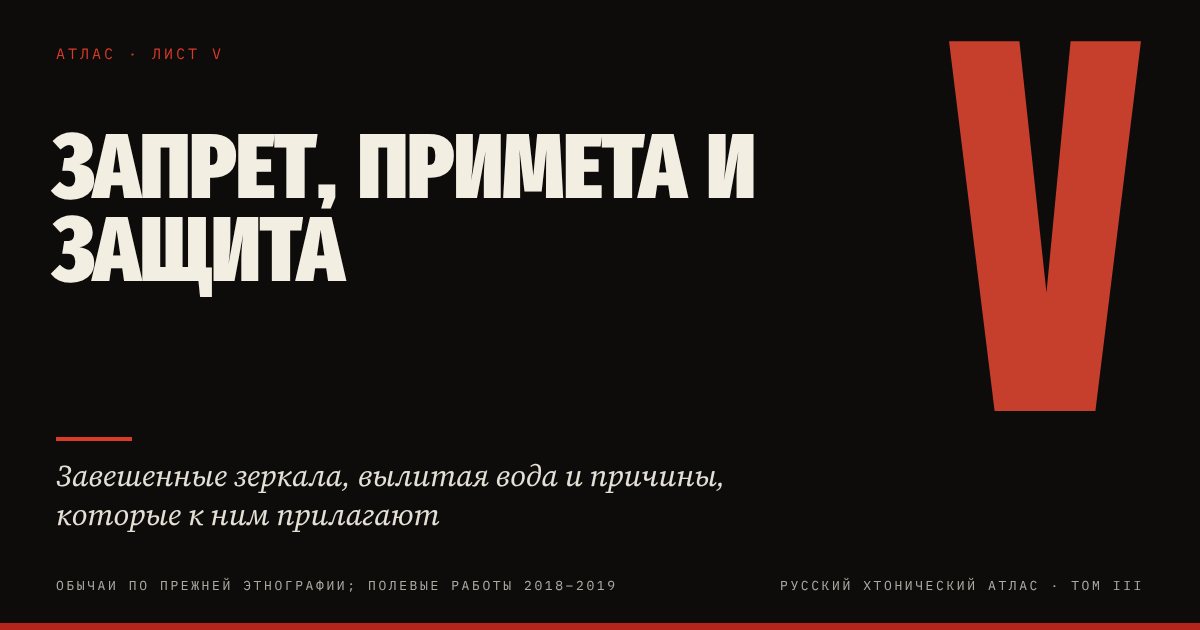 АТЛАС · ЛИСТ V
V
ЗАПРЕТ, ПРИМЕТА И
ЗАЩИТА
Завешенные зеркала, вылитая вода и причины,
которые к ним прилагают
ОБЫЧАИ ПО ПРЕЖНЕЙ ЭТНОГРАФИИ; ПОЛЕВЫЕ РАБОТЫ 2018–2019
РУССКИЙ ХТОНИЧЕСКИЙ АТЛАС · ТОМ III